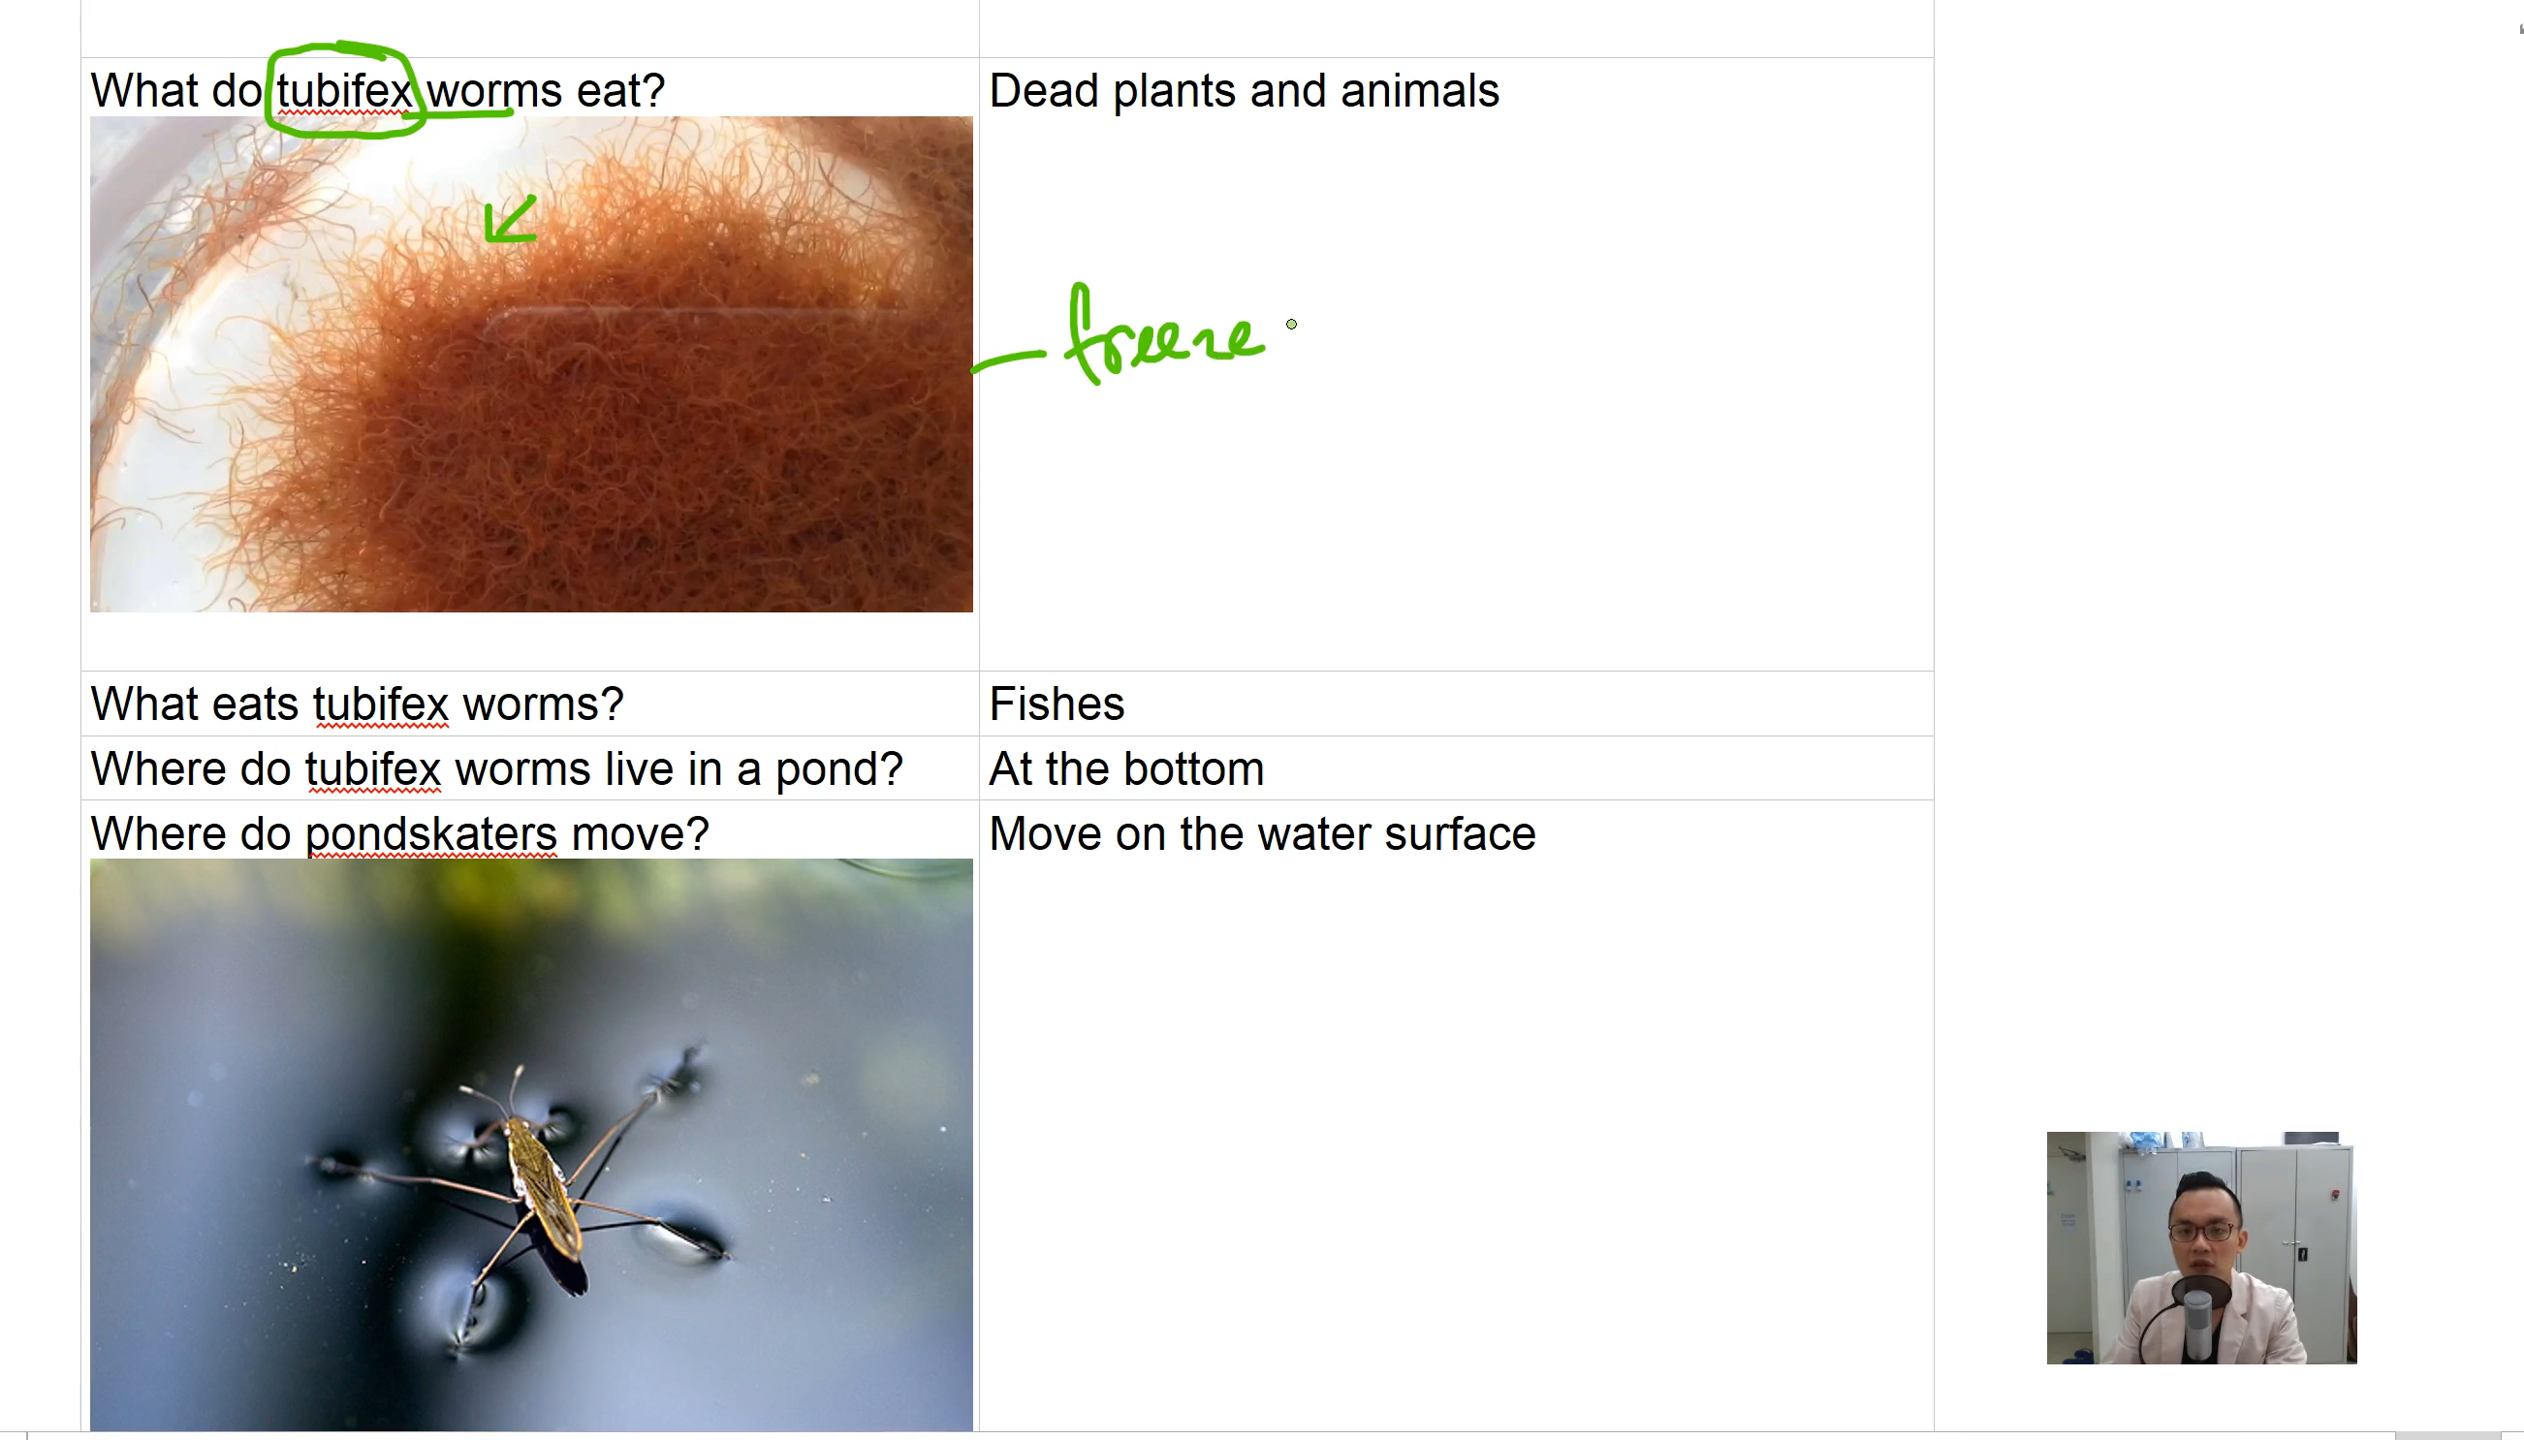 What do tubifex worms eat?
Dead plants and animals
freeze
What eats tubifex worms?
Fishes
Where do tubifex worms live in a pond?
At the bottom
Where do pondskaters move?
Move on the water surface